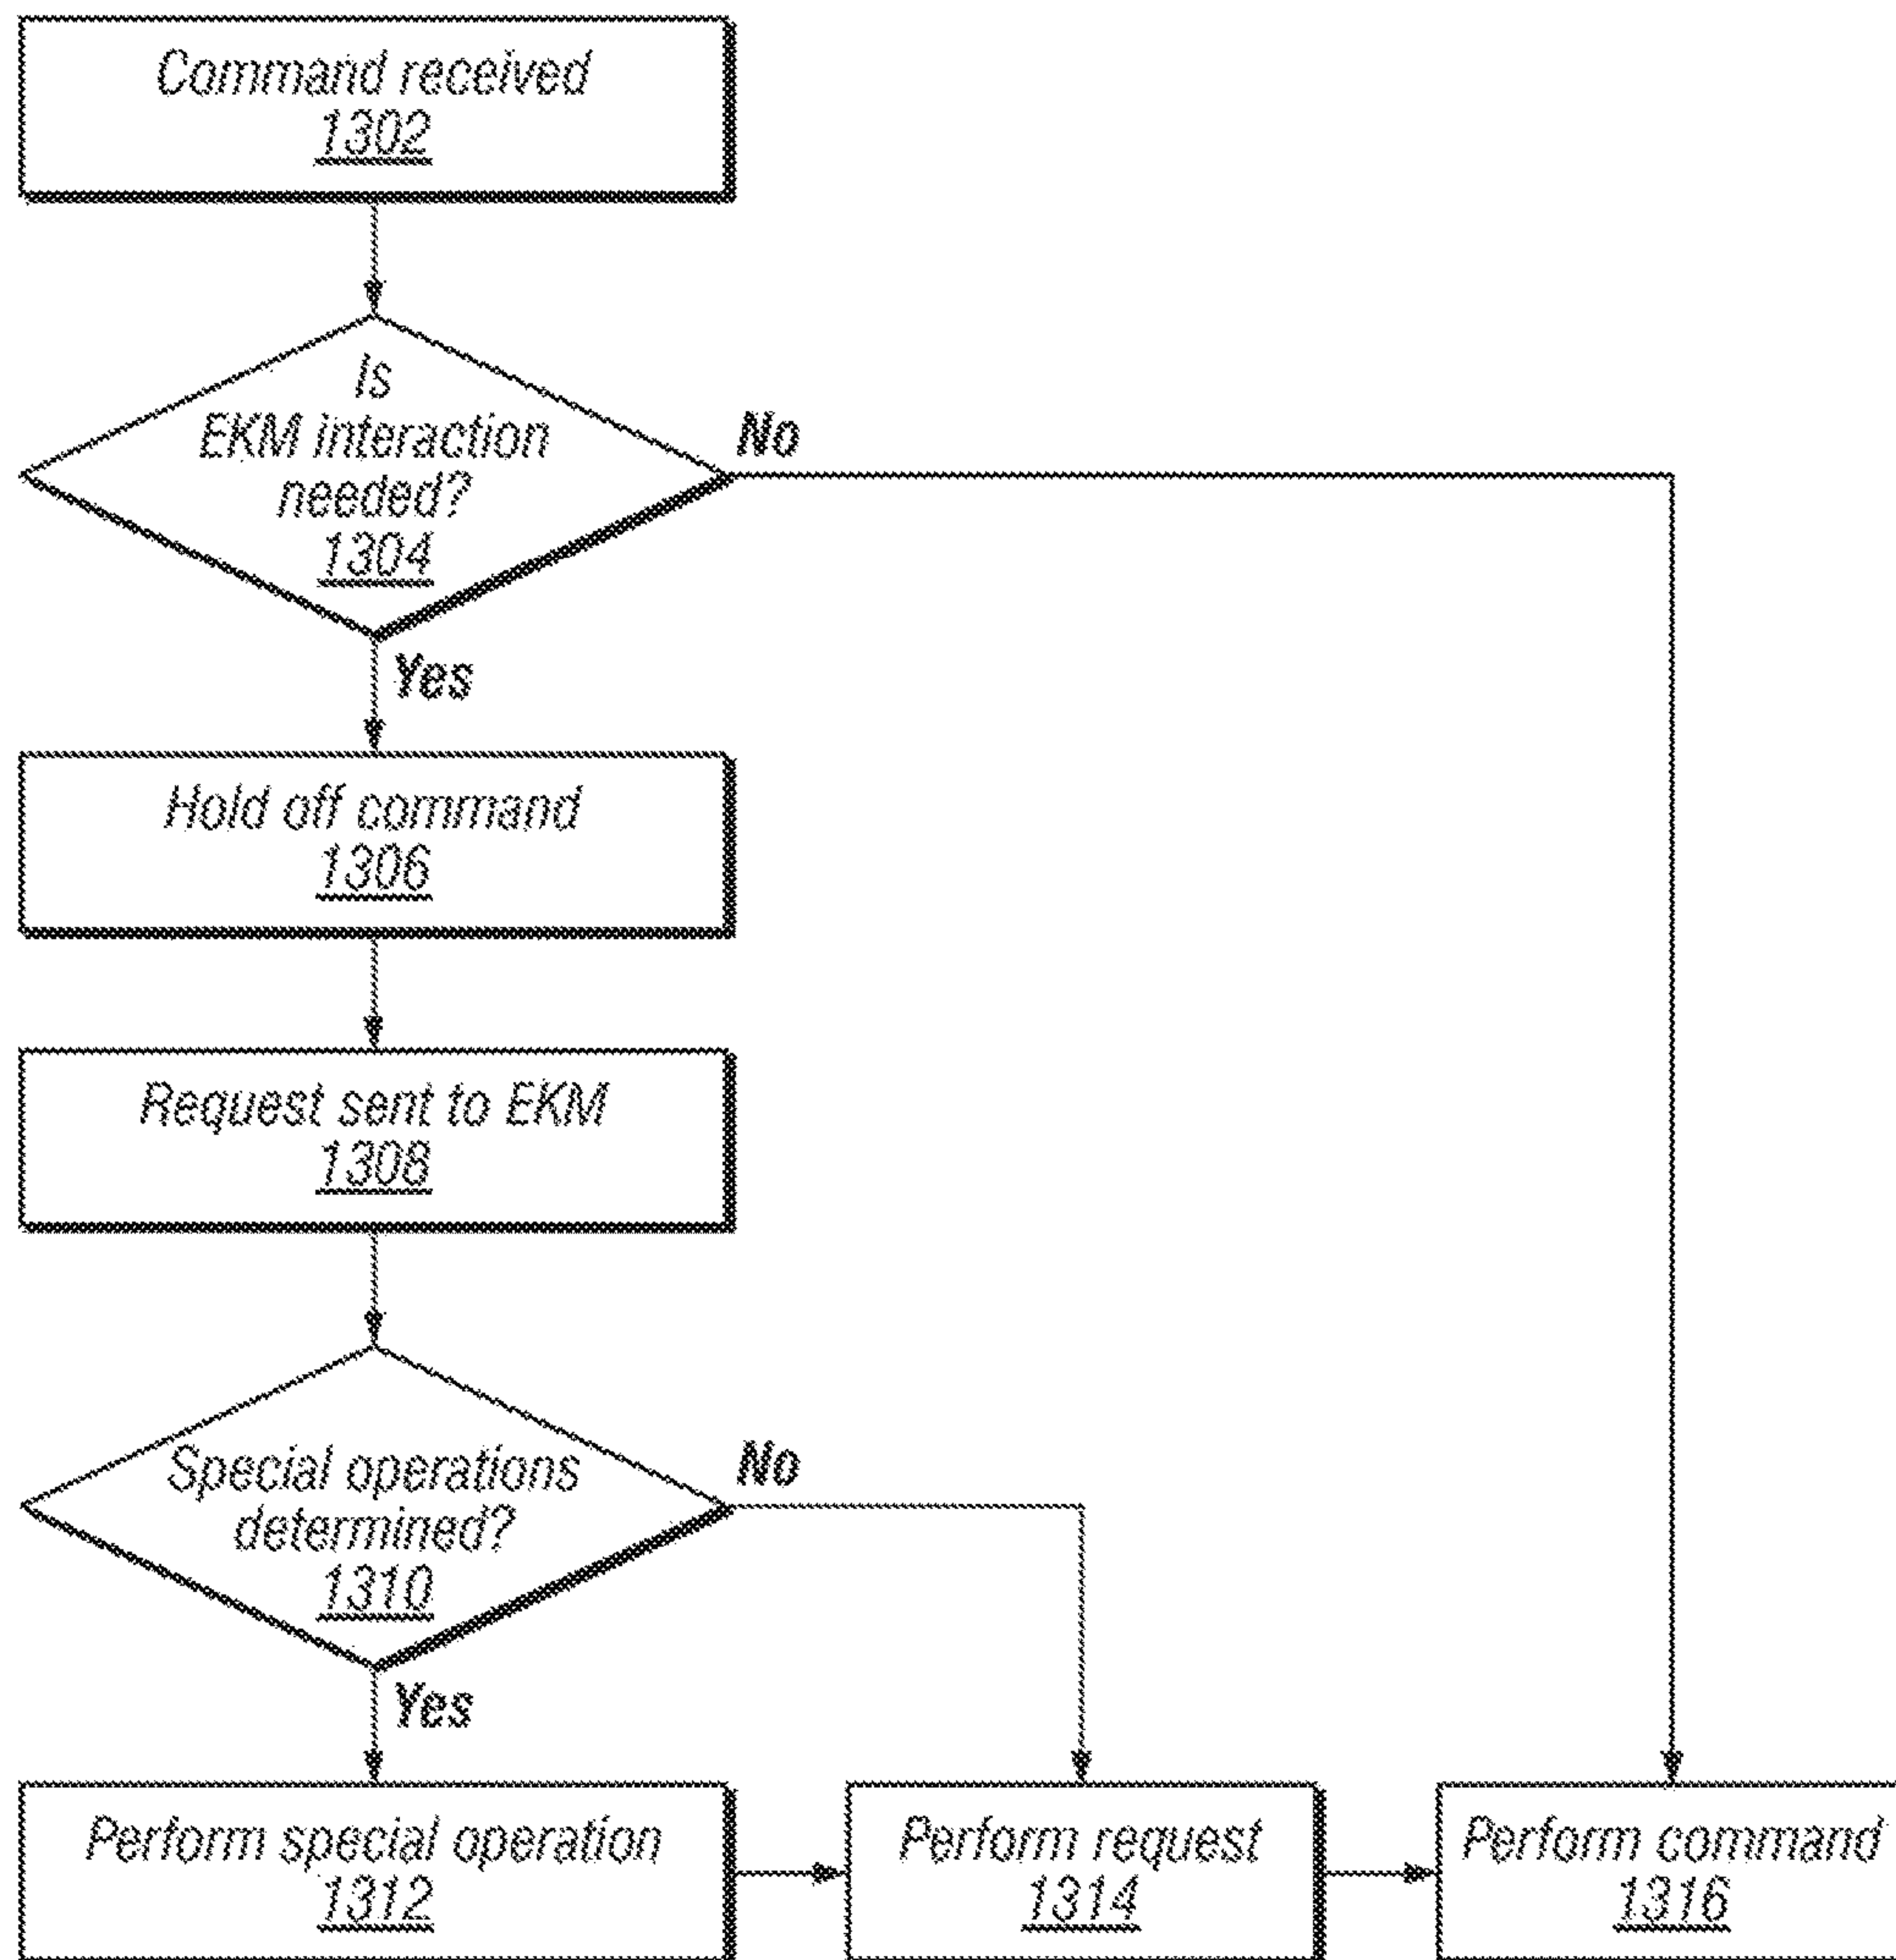 Command received
1302
Is
EKM interaction
needed?
1304
No
Yes
Hold off command
1306
Request sent to EKM
1308
Special operations
determined?
1310
No
Yes
Perform special operation
1312
Perform request
1314
Perform command
1316